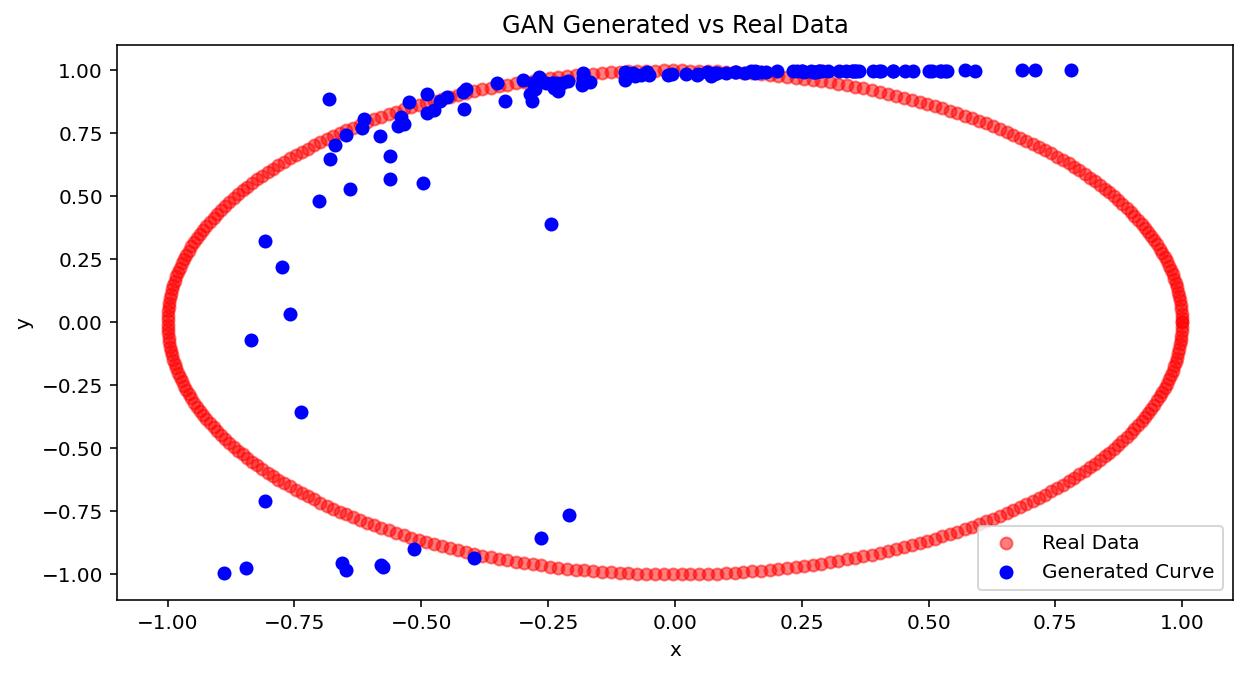 GAN Generated vs Real Data
1.00
0.75
0.50
0.25
0.00
−0.25
−0.50
−0.75
−1.00
y
Real Data
Generated Curve
−1.00 −0.75 −0.50 −0.25 0.00 0.25 0.50 0.75 1.00
x